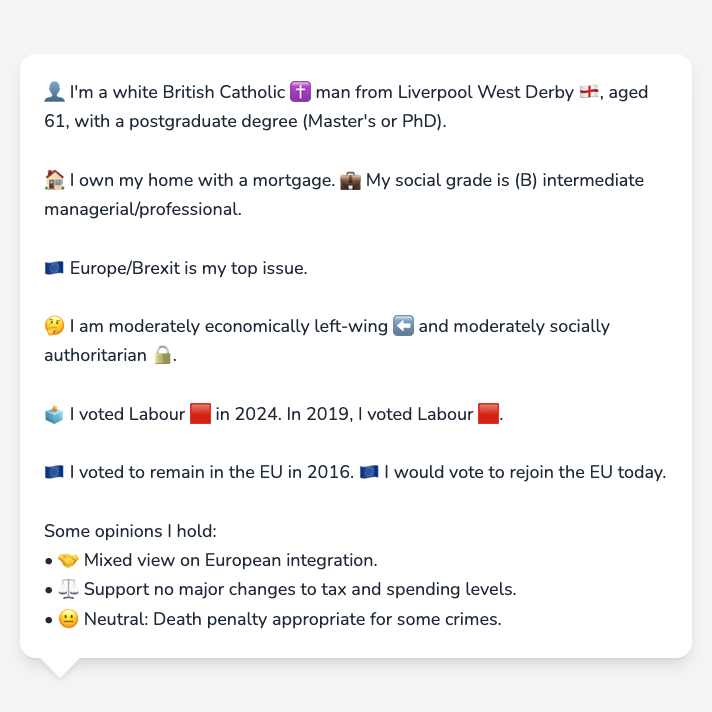 👤 I'm a white British Catholic ✝️ man from Liverpool West Derby 🏴󠁧󠁢󠁥󠁮󠁧󠁿, aged
61, with a postgraduate degree (Master's or PhD).
🏠 I own my home with a mortgage. 💼 My social grade is (B) intermediate
managerial/professional.
🇪🇺 Europe/Brexit is my top issue.
🤔 I am moderately economically left-wing ⬅️ and moderately socially
authoritarian 🔒.
🗳️ I voted Labour 🟥 in 2024. In 2019, I voted Labour 🟥.
🇪🇺 I voted to remain in the EU in 2016. 🇪🇺 I would vote to rejoin the EU today.
Some opinions I hold:
• 🤝 Mixed view on European integration.
• ⚖️ Support no major changes to tax and spending levels.
• 😐 Neutral: Death penalty appropriate for some crimes.